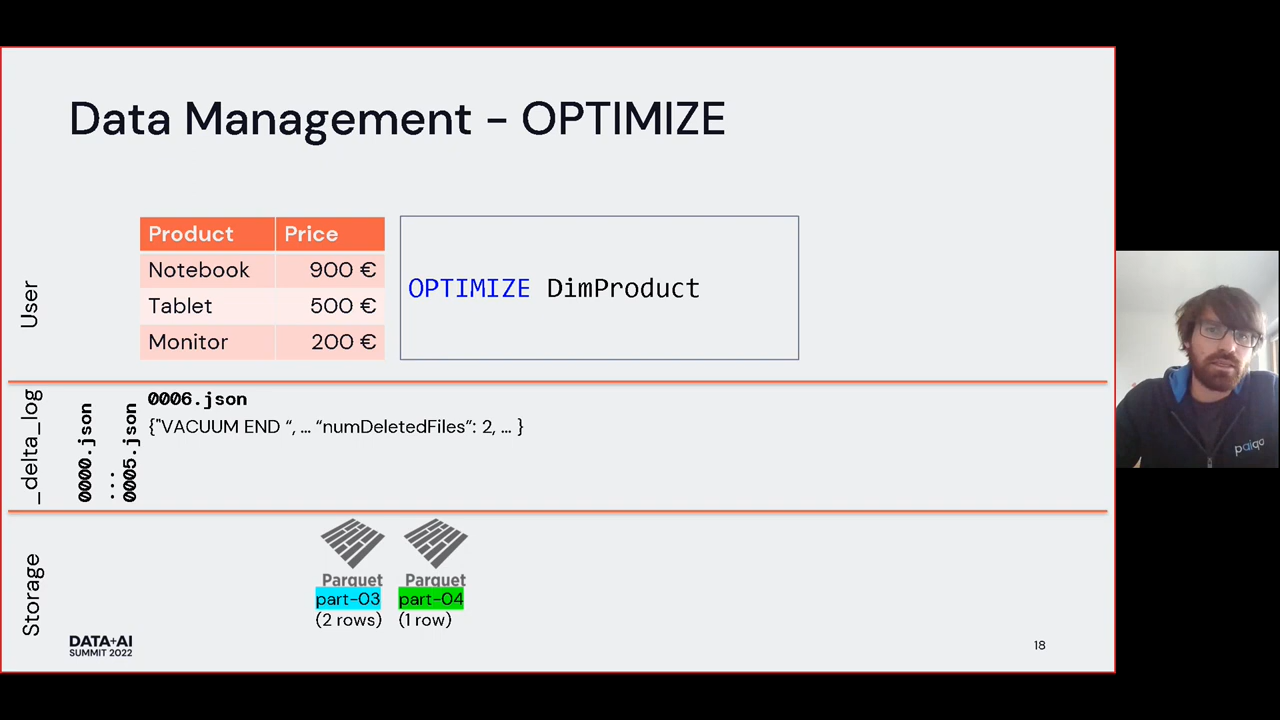 Data Management - OPTIMIZE
User
Product Price
Notebook 900 €
Tablet 500 €
Monitor 200 €
OPTIMIZE DimProduct
_delta_log
0000.json
...
0005.json
0006.json
{"VACUUM END “, ... “numDeletedFiles”: 2, ... }
Storage
Parquet
part-03
(2 rows)
Parquet
part-04
(1 row)
DATA+AI
SUMMIT 2022
18
paiqo